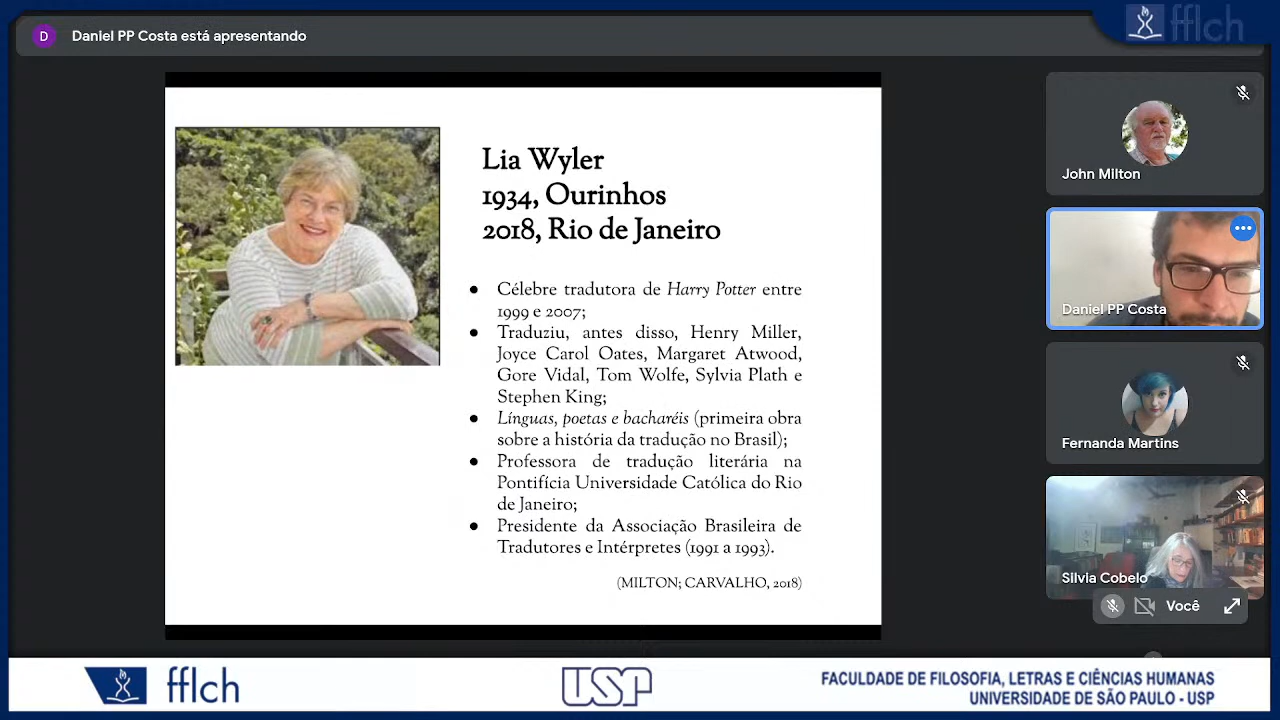 D
Daniel PP Costa está apresentando
fflch
Lia Wyler
1934, Ourinhos
2018, Rio de Janeiro
● Célebre tradutora de Harry Potter entre
1999 e 2007;
● Traduziu, antes disso, Henry Miller,
Joyce Carol Oates, Margaret Atwood,
Gore Vidal, Tom Wolfe, Sylvia Plath e
Stephen King;
● Línguas, poetas e bacharéis (primeira obra
sobre a história da tradução no Brasil);
● Professora de tradução literária na
Pontifícia Universidade Católica do Rio
de Janeiro;
● Presidente da Associação Brasileira de
Tradutores e Intérpretes (1991 a 1993).
(MILTON; CARVALHO, 2018)
John Milton
Daniel PP Costa
Fernanda Martins
Silvia Cobelo
Você
fflch
USP
FACULDADE DE FILOSOFIA, LETRAS E CIÊNCIAS HUMANAS
UNIVERSIDADE DE SÃO PAULO - USP